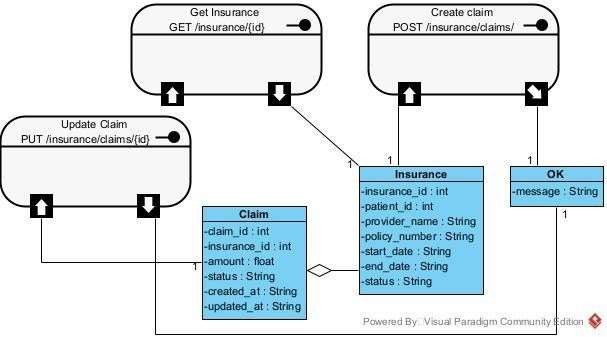 Get Insurance
GET /insurance/{id}
Create claim
POST /insurance/claims/
Update Claim
PUT /insurance/claims/{id}
1
1
1
Insurance
-insurance_id : int
-patient_id : int
-provider_name : String
-policy_number : String
-start_date : String
-end_date : String
-status : String
OK
-message : String
1
Claim
-claim_id : int
-insurance_id : int
-amount : float
-status : String
-created_at : String
-updated_at : String
1
Powered By: Visual Paradigm Community Edition